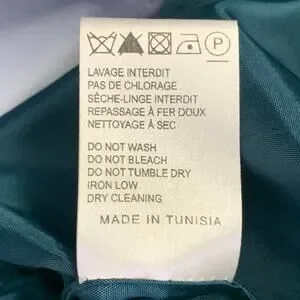 P
LAVAGE INTERDIT
PAS DE CHLORAGE
SÈCHE-LINGE INTERDIT
REPASSAGE À FER DOUX
NETTOYAGE À SEC
DO NOT WASH
DO NOT BLEACH
DO NOT TUMBLE DRY
IRON LOW
DRY CLEANING
MADE IN TUNISIA